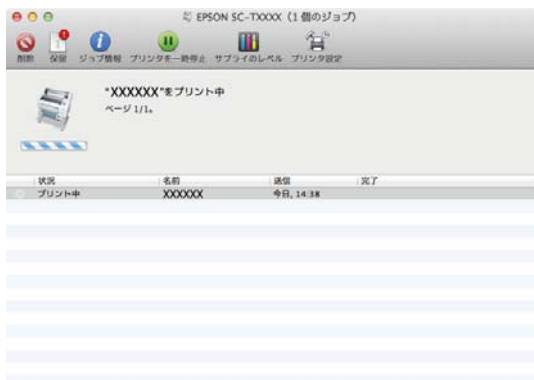 EPSON SC-TXXXX（1 個のジョブ）
削除 保留 ジョブ情報 プリンタを一時停止 サプライのレベル プリンタ設定
"XXXXXX"をプリント中
ページ 1/1。
状況 名前 送信 完了
プリント中 XXXXXX 今日, 14:38